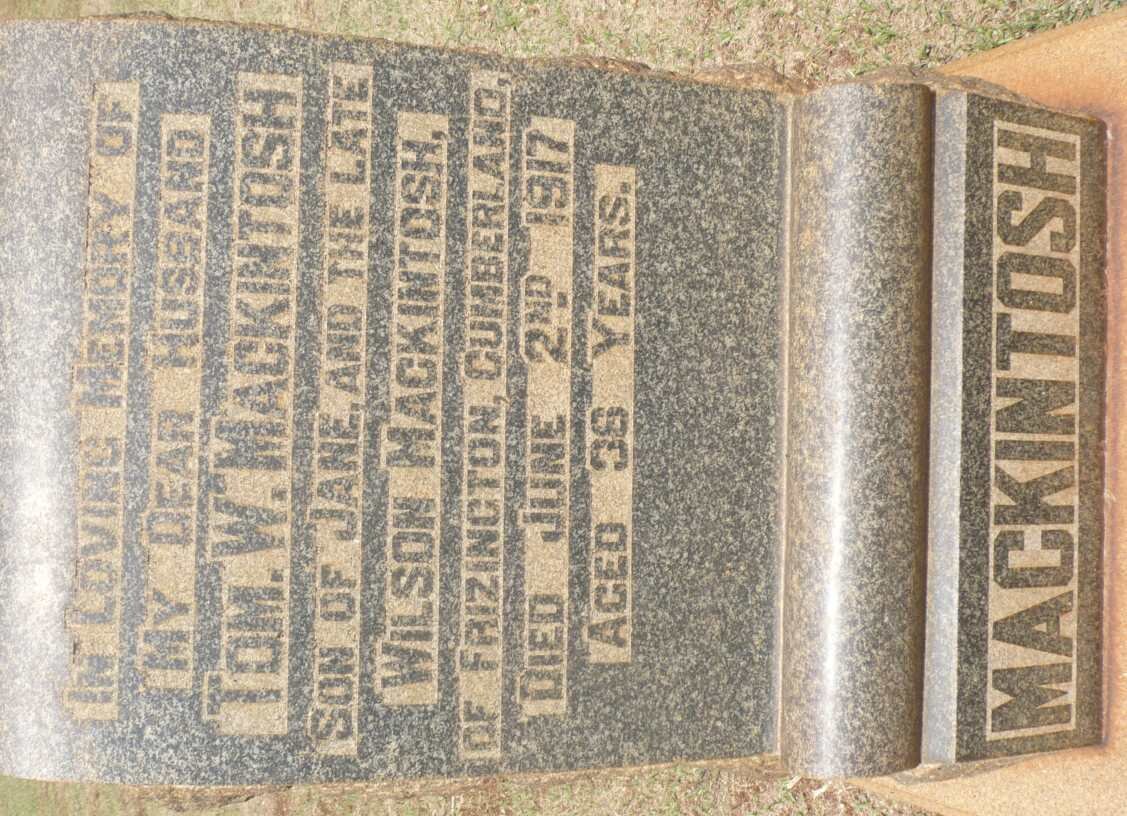 IN LOVING MEMORY OF
MY DEAR HUSBAND
TOM. W. MACKINTOSH
SON OF JANE, AND THE LATE
WILSON MACKINTOSH,
OF FRIZINGTON, CUMBERLAND,
DIED JUNE 2ND 1917
AGED 38 YEARS.
MACKINTOSH